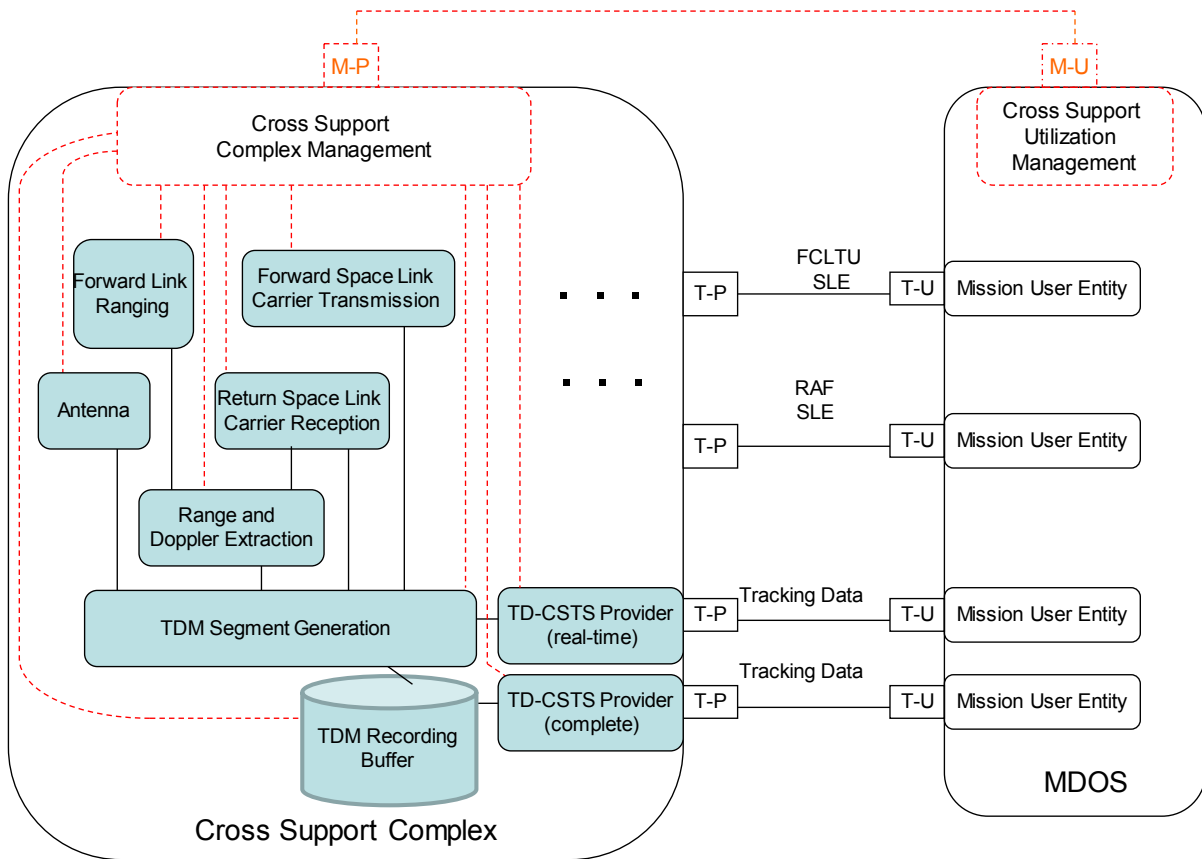 M-P
M-U
Cross Support
Complex Management
Cross Support
Utilization
Management
Forward Link
Ranging
Forward Space Link
Carrier Transmission
FCLTU
SLE
T-P
T-U
Mission User Entity
Antenna
Return Space Link
Carrier Reception
RAF
SLE
T-P
T-U
Mission User Entity
Range and
Doppler Extraction
TDM Segment Generation
TD-CSTS Provider
(real-time)
T-P
Tracking Data
T-U
Mission User Entity
TDM Recording
Buffer
TD-CSTS Provider
(complete)
T-P
Tracking Data
T-U
Mission User Entity
MDOS
Cross Support Complex